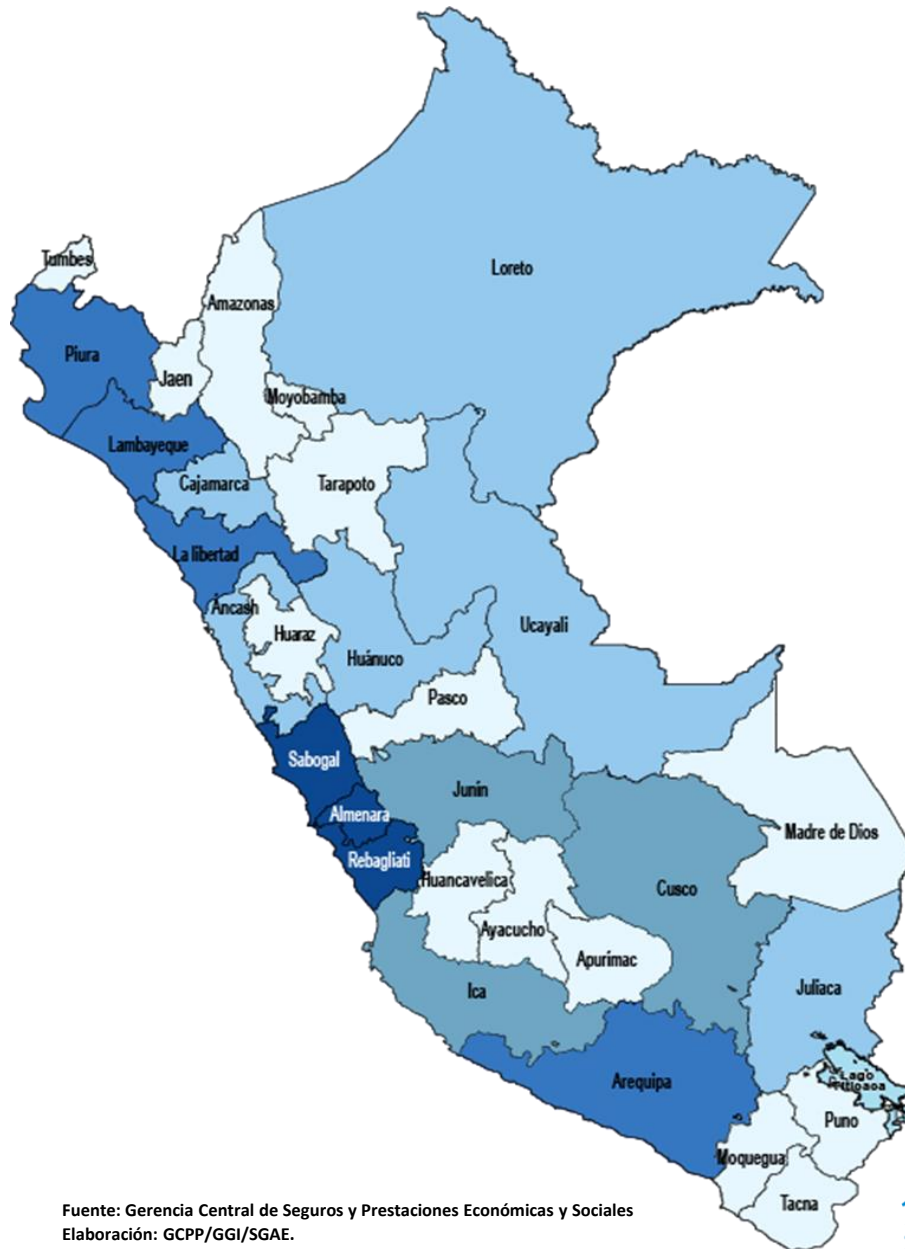 Loreto
Tumbes
Amazonas
Piura
Jaen
Moyobamba
Lambayeque
Cajamarca
Tarapoto
La libertad
Áncash
Huaraz
Ucayali
Huánuco
Pasco
Sabogal
Junín
Almenara
Madre de Dios
Rebagliati
Huancavelica
Cusco
Ayacucho
Apurímac
Ica
Juliaca
Arequipa
Lago
Puno
Moquegua
Tacna
Fuente: Gerencia Central de Seguros y Prestaciones Económicas y Sociales
Elaboración: GCPP/GGI/SGAE.